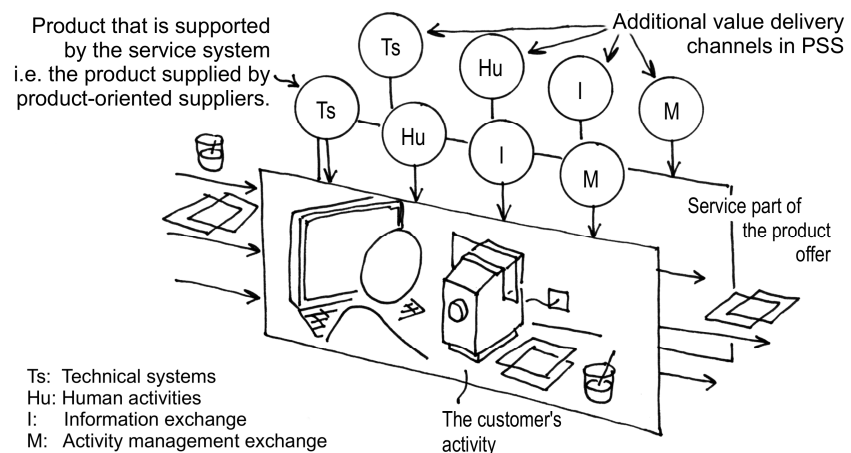 Product that is supported
by the service system
i.e. the product supplied by
product-oriented suppliers.
Additional value delivery
channels in PSS
Ts
Hu
I
M
Ts
Hu
I
M
Service part of
the product
offer
The customer's
activity
Ts: Technical systems
Hu: Human activities
I: Information exchange
M: Activity management exchange